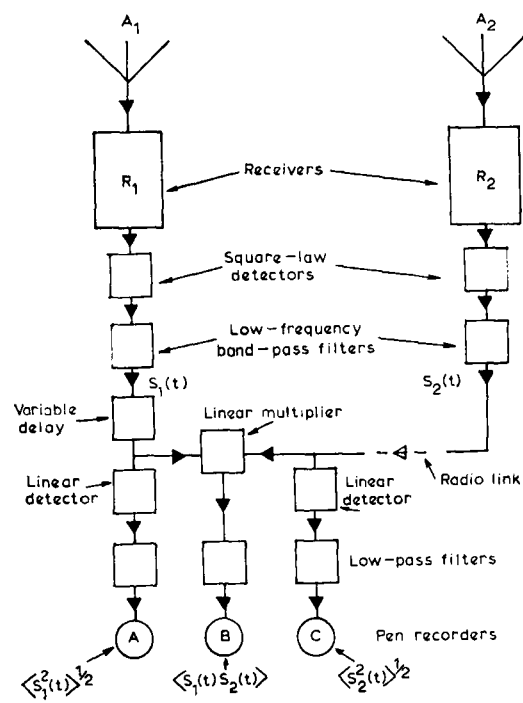 A₁ A₂
R₁ Receivers R₂
Square-law
detectors
Low-frequency
band-pass filters
S₁(t) S₂(t)
Variable
delay
Linear multiplier
Linear
detector
Linear
detector
Radio link
Low-pass filters
A B C Pen recorders
⟨S₁²(t)⟩^1/2 ⟨S₁(t) S₂(t)⟩ ⟨S₂²(t)⟩^1/2